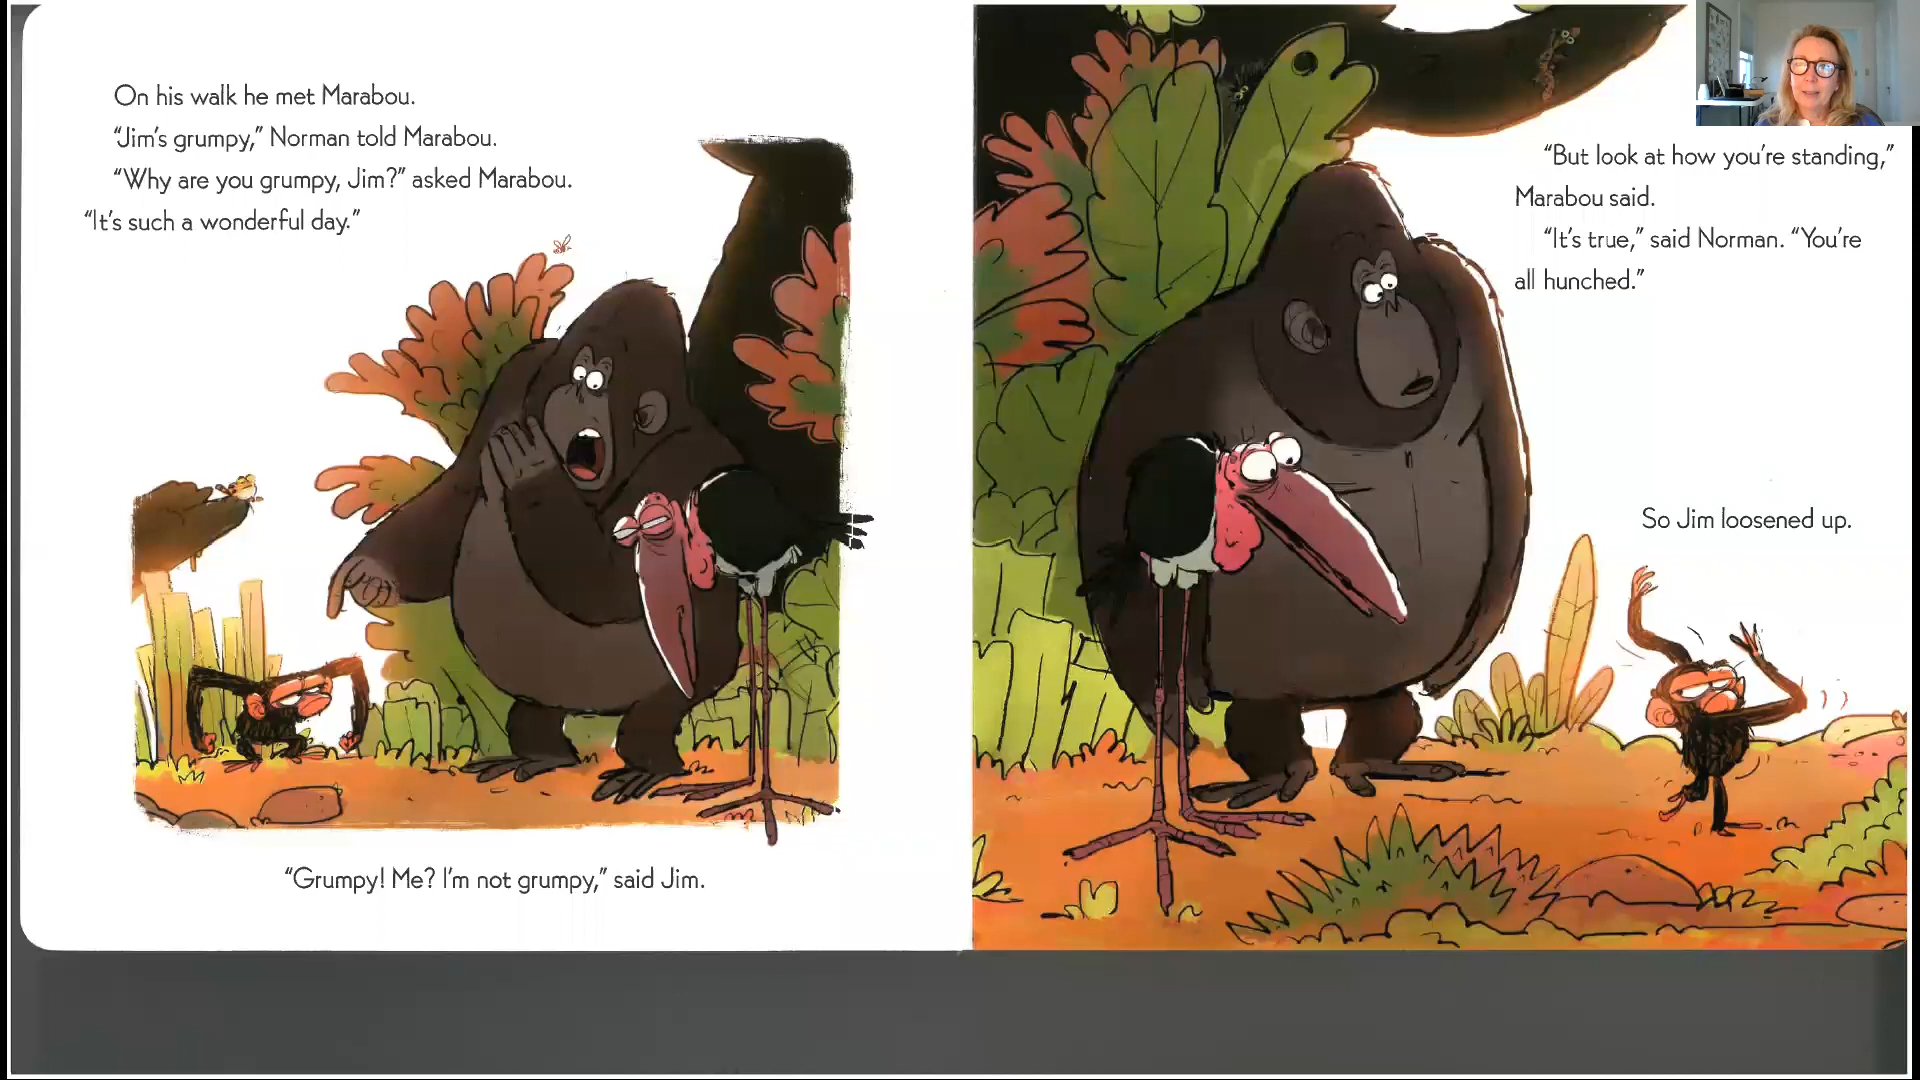 On his walk he met Marabou.
“Jim’s grumpy,” Norman told Marabou.
“Why are you grumpy, Jim?” asked Marabou.
“It’s such a wonderful day.”
“Grumpy! Me? I’m not grumpy,” said Jim.
“But look at how you’re standing,”
Marabou said.
“It’s true,” said Norman. “You’re
all hunched.”
So Jim loosened up.